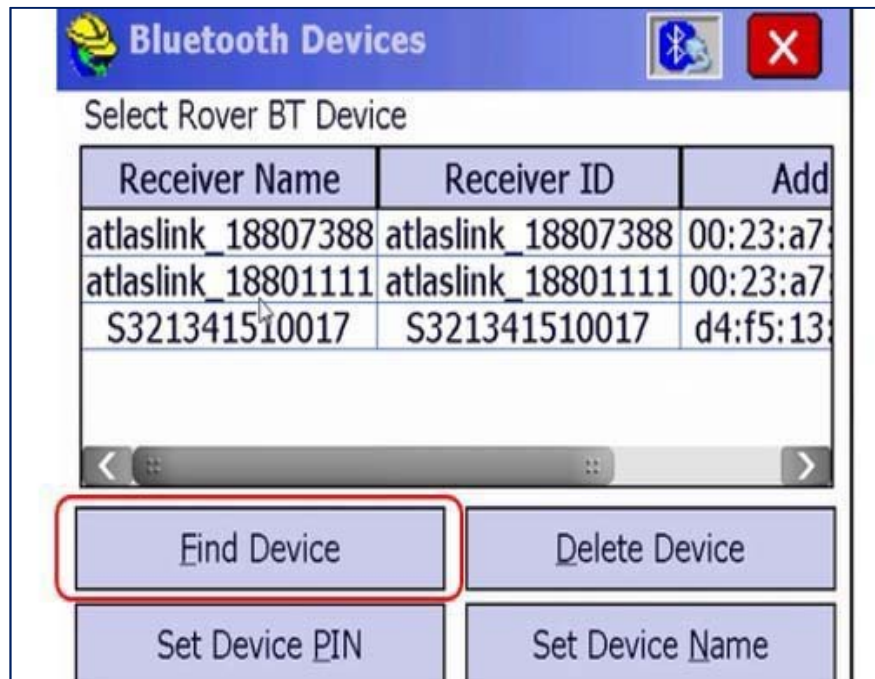 Bluetooth Devices
Select Rover BT Device
Receiver Name Receiver ID Add
atlaslink_18807388 atlaslink_18807388 00:23:a7:
atlaslink_18801111 atlaslink_18801111 00:23:a7:
S321341510017 S321341510017 d4:f5:13:
Find Device Delete Device
Set Device PIN Set Device Name